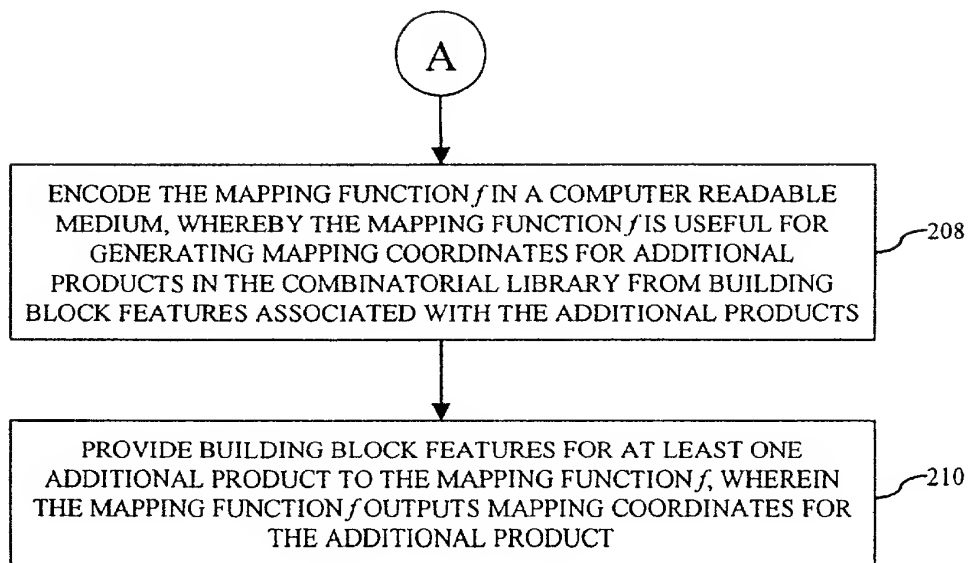 A
ENCODE THE MAPPING FUNCTION f IN A COMPUTER READABLE
MEDIUM, WHEREBY THE MAPPING FUNCTION f IS USEFUL FOR
GENERATING MAPPING COORDINATES FOR ADDITIONAL
PRODUCTS IN THE COMBINATORIAL LIBRARY FROM BUILDING
BLOCK FEATURES ASSOCIATED WITH THE ADDITIONAL PRODUCTS
208
PROVIDE BUILDING BLOCK FEATURES FOR AT LEAST ONE
ADDITIONAL PRODUCT TO THE MAPPING FUNCTION f, WHEREIN
THE MAPPING FUNCTION f OUTPUTS MAPPING COORDINATES FOR
THE ADDITIONAL PRODUCT
210